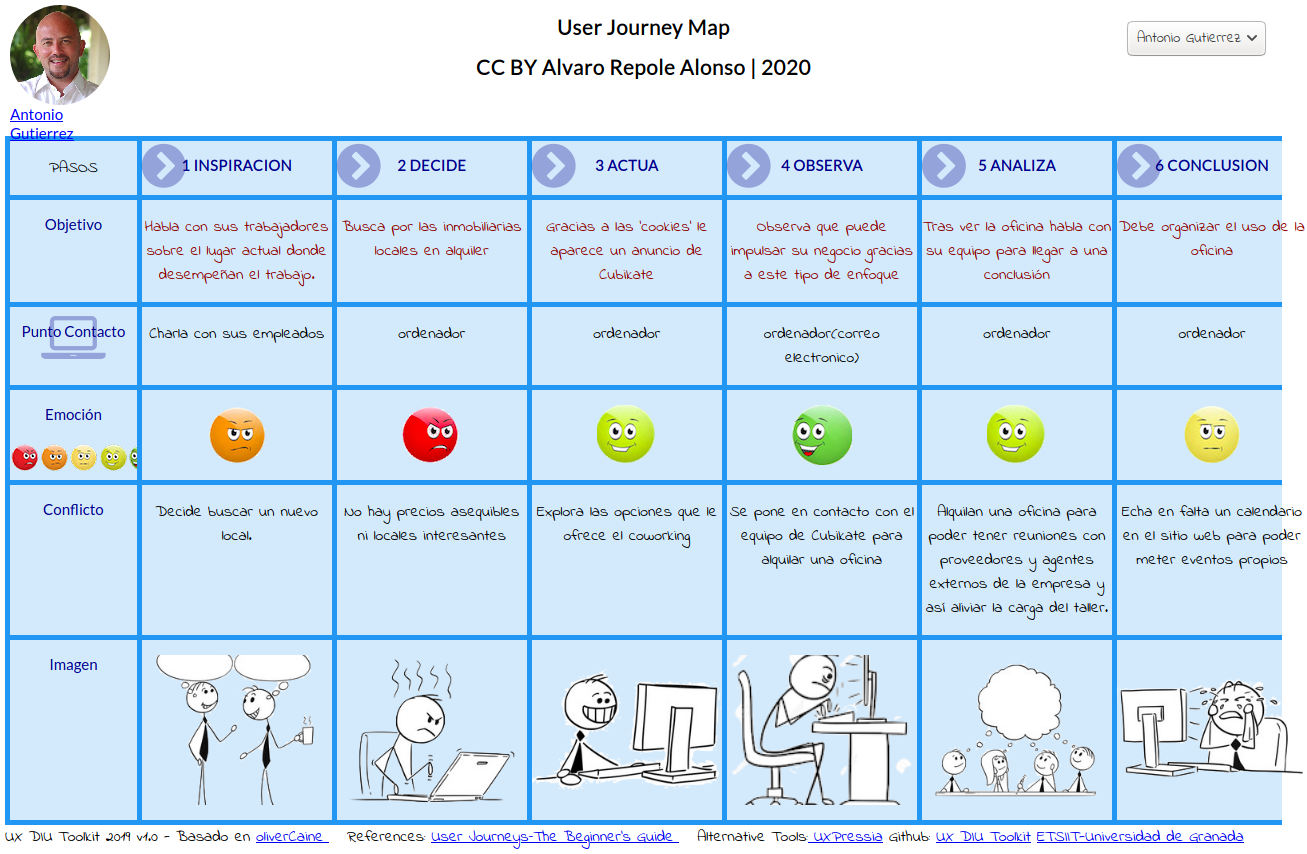 User Journey Map
CC BY Alvaro Repole Alonso | 2020
Antonio Gutierrez
Antonio
Gutierrez
PASOS
1 INSPIRACION
2 DECIDE
3 ACTUA
4 OBSERVA
5 ANALIZA
6 CONCLUSION
Objetivo
Habla con sus trabajadores
sobre el lugar actual donde
desempeñan el trabajo.
Busca por las inmobiliarias
locales en alquiler
Gracias a las 'cookies' le
aparece un anuncio de
Cubikate
Observa que puede
impulsar su negocio gracias
a este tipo de enfoque
Tras ver la oficina habla con
su equipo para llegar a una
conclusión
Debe organizar el uso de la
oficina
Punto Contacto
Charla con sus empleados
ordenador
ordenador
ordenador(correo
electronico)
ordenador
ordenador
Emoción
Conflicto
Decide buscar un nuevo
local.
No hay precios asequibles
ni locales interesantes
Explora las opciones que le
ofrece el coworking
Se pone en contacto con el
equipo de Cubikate para
alquilar una oficina
Alquilan una oficina para
poder tener reuniones con
proveedores y agentes
externos de la empresa y
así aliviar la carga del taller.
Echa en falta un calendario
en el sitio web para poder
meter eventos propios
Imagen
UX DIU Toolkit 2019 v1.0 - Basado en oliverCaine References: User Journeys-The Beginner's Guide Alternative Tools: UXPressia Github: UX DIU Toolkit ETSIIT-Universidad de Granada